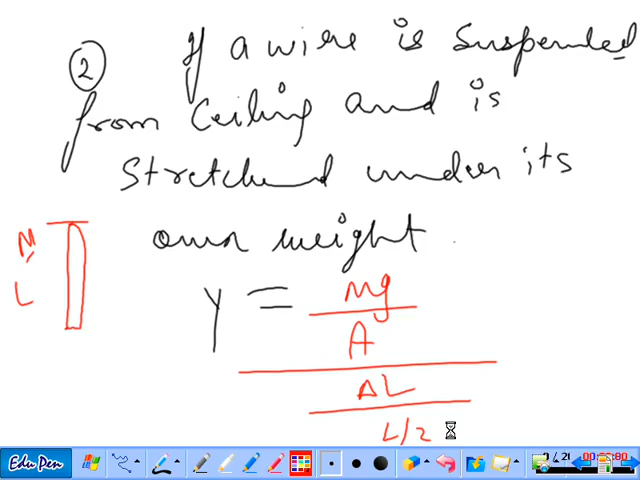 ② If a wire is suspended
from ceiling and is
stretched under its
own weight.
M
L
Y = Mg
A
ΔL
L/2
Edu Pen